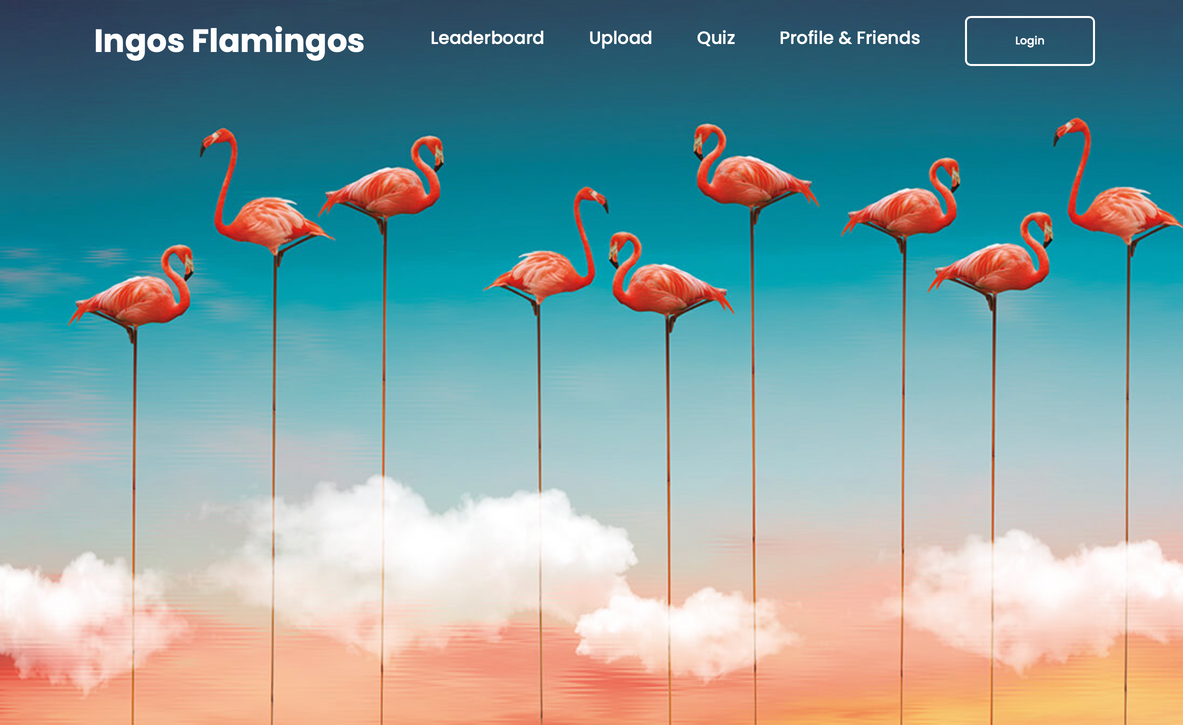 Ingos Flamingos
Leaderboard
Upload
Quiz
Profile & Friends
Login